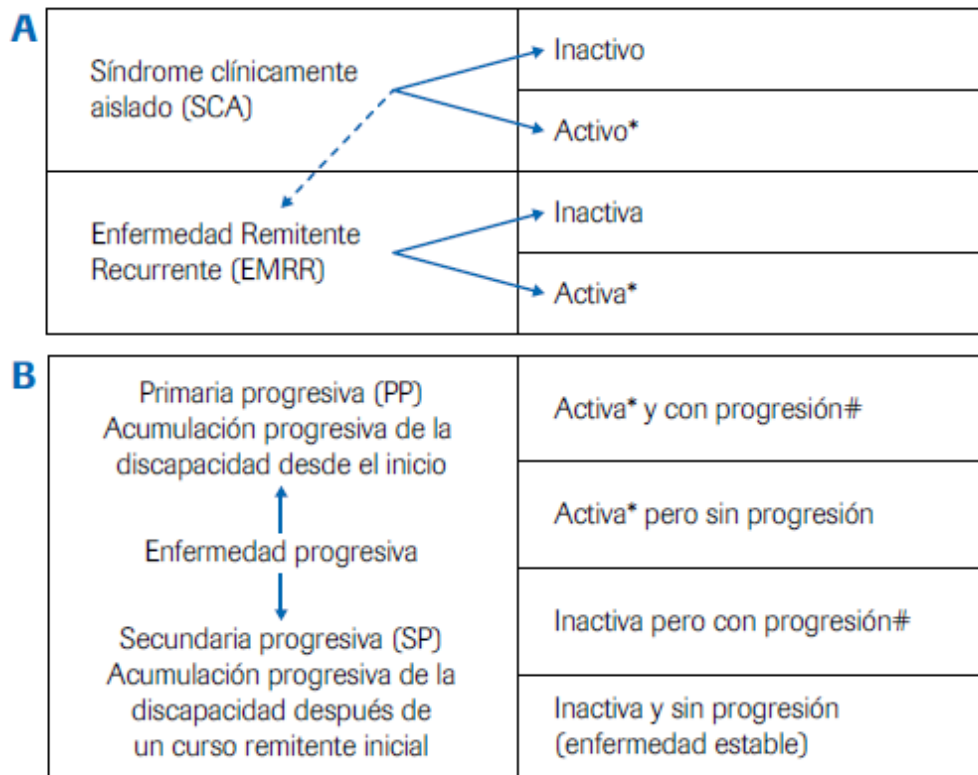 A
Síndrome clínicamente
aislado (SCA)
Inactivo
Activo*
Enfermedad Remitente
Recurrente (EMRR)
Inactiva
Activa*
B
Primaria progresiva (PP)
Acumulación progresiva de la
discapacidad desde el inicio
Enfermedad progresiva
Secundaria progresiva (SP)
Acumulación progresiva de la
discapacidad después de
un curso remitente inicial
Activa* y con progresión#
Activa* pero sin progresión
Inactiva pero con progresión#
Inactiva y sin progresión
(enfermedad estable)